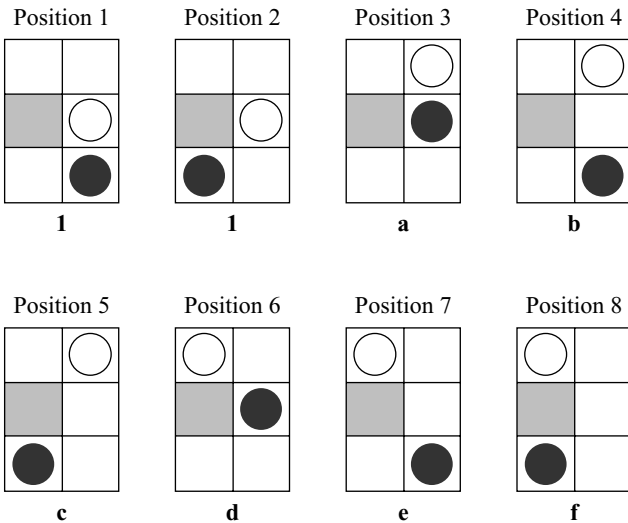 Position 1 Position 2 Position 3 Position 4
1 1 a b
Position 5 Position 6 Position 7 Position 8
c d e f